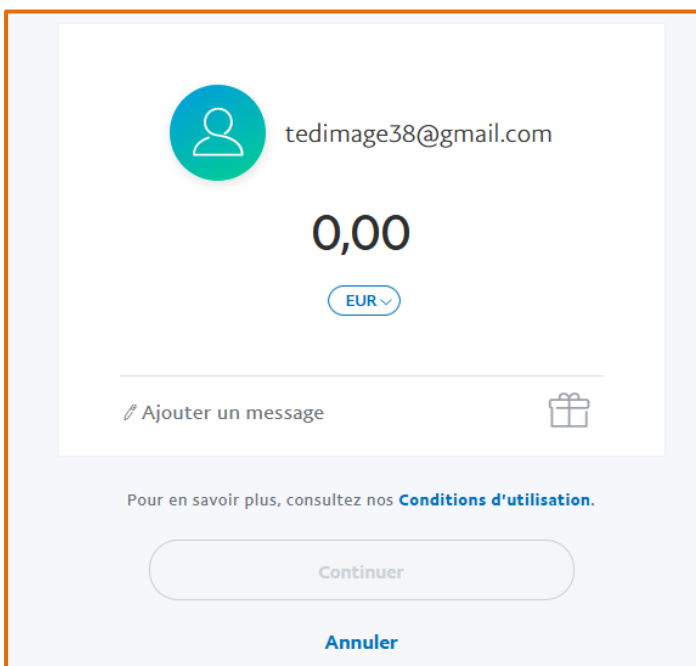 tedimage38@gmail.com
0,00
EUR
Ajouter un message
Pour en savoir plus, consultez nos Conditions d'utilisation.
Continuer
Annuler